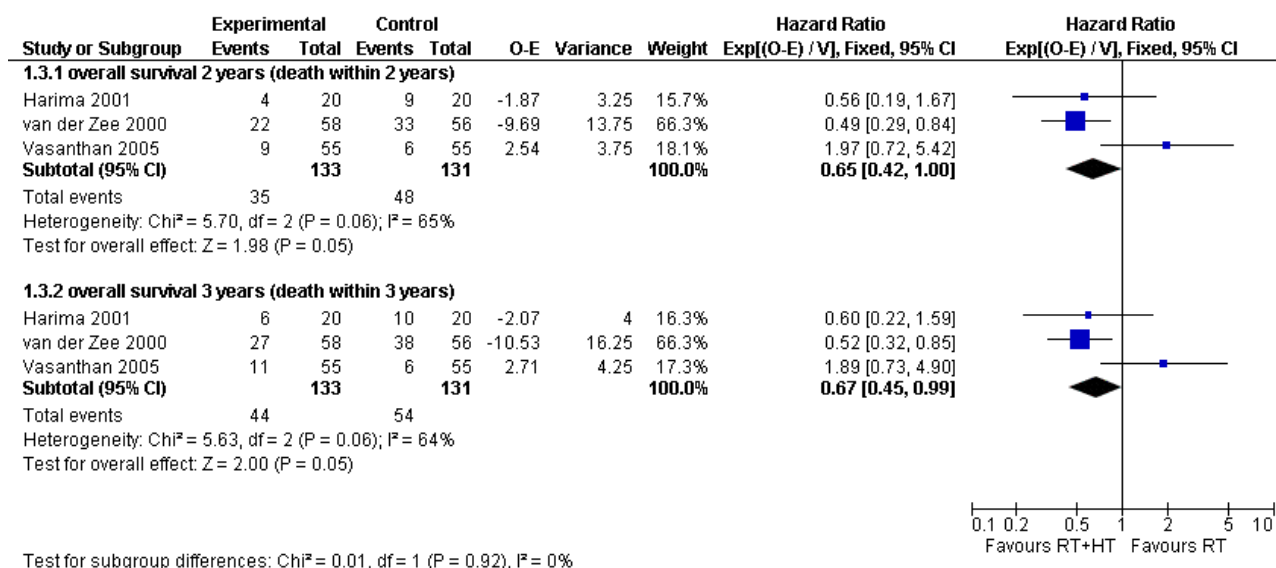 Experimental Control Hazard Ratio Hazard Ratio
Study or Subgroup Events Total Events Total O-E Variance Weight Exp[(O-E) / V], Fixed, 95% CI Exp[(O-E) / V], Fixed, 95% CI
1.3.1 overall survival 2 years (death within 2 years)
Harima 2001 4 20 9 20 -1.87 3.25 15.7% 0.56 [0.19, 1.67]
van der Zee 2000 22 58 33 56 -9.69 13.75 66.3% 0.49 [0.29, 0.84]
Vasanthan 2005 9 55 6 55 2.54 3.75 18.1% 1.97 [0.72, 5.42]
Subtotal (95% CI) 133 131 100.0% 0.65 [0.42, 1.00]
Total events 35 48
Heterogeneity: Chi² = 5.70, df = 2 (P = 0.06); I² = 65%
Test for overall effect: Z = 1.98 (P = 0.05)
1.3.2 overall survival 3 years (death within 3 years)
Harima 2001 6 20 10 20 -2.07 4 16.3% 0.60 [0.22, 1.59]
van der Zee 2000 27 58 38 56 -10.53 16.25 66.3% 0.52 [0.32, 0.85]
Vasanthan 2005 11 55 6 55 2.71 4.25 17.3% 1.89 [0.73, 4.90]
Subtotal (95% CI) 133 131 100.0% 0.67 [0.45, 0.99]
Total events 44 54
Heterogeneity: Chi² = 5.63, df = 2 (P = 0.06); I² = 64%
Test for overall effect: Z = 2.00 (P = 0.05)
0.1 0.2 0.5 1 2 5 10
Favours RT+HT Favours RT
Test for subgroup differences: Chi² = 0.01, df = 1 (P = 0.92), I² = 0%